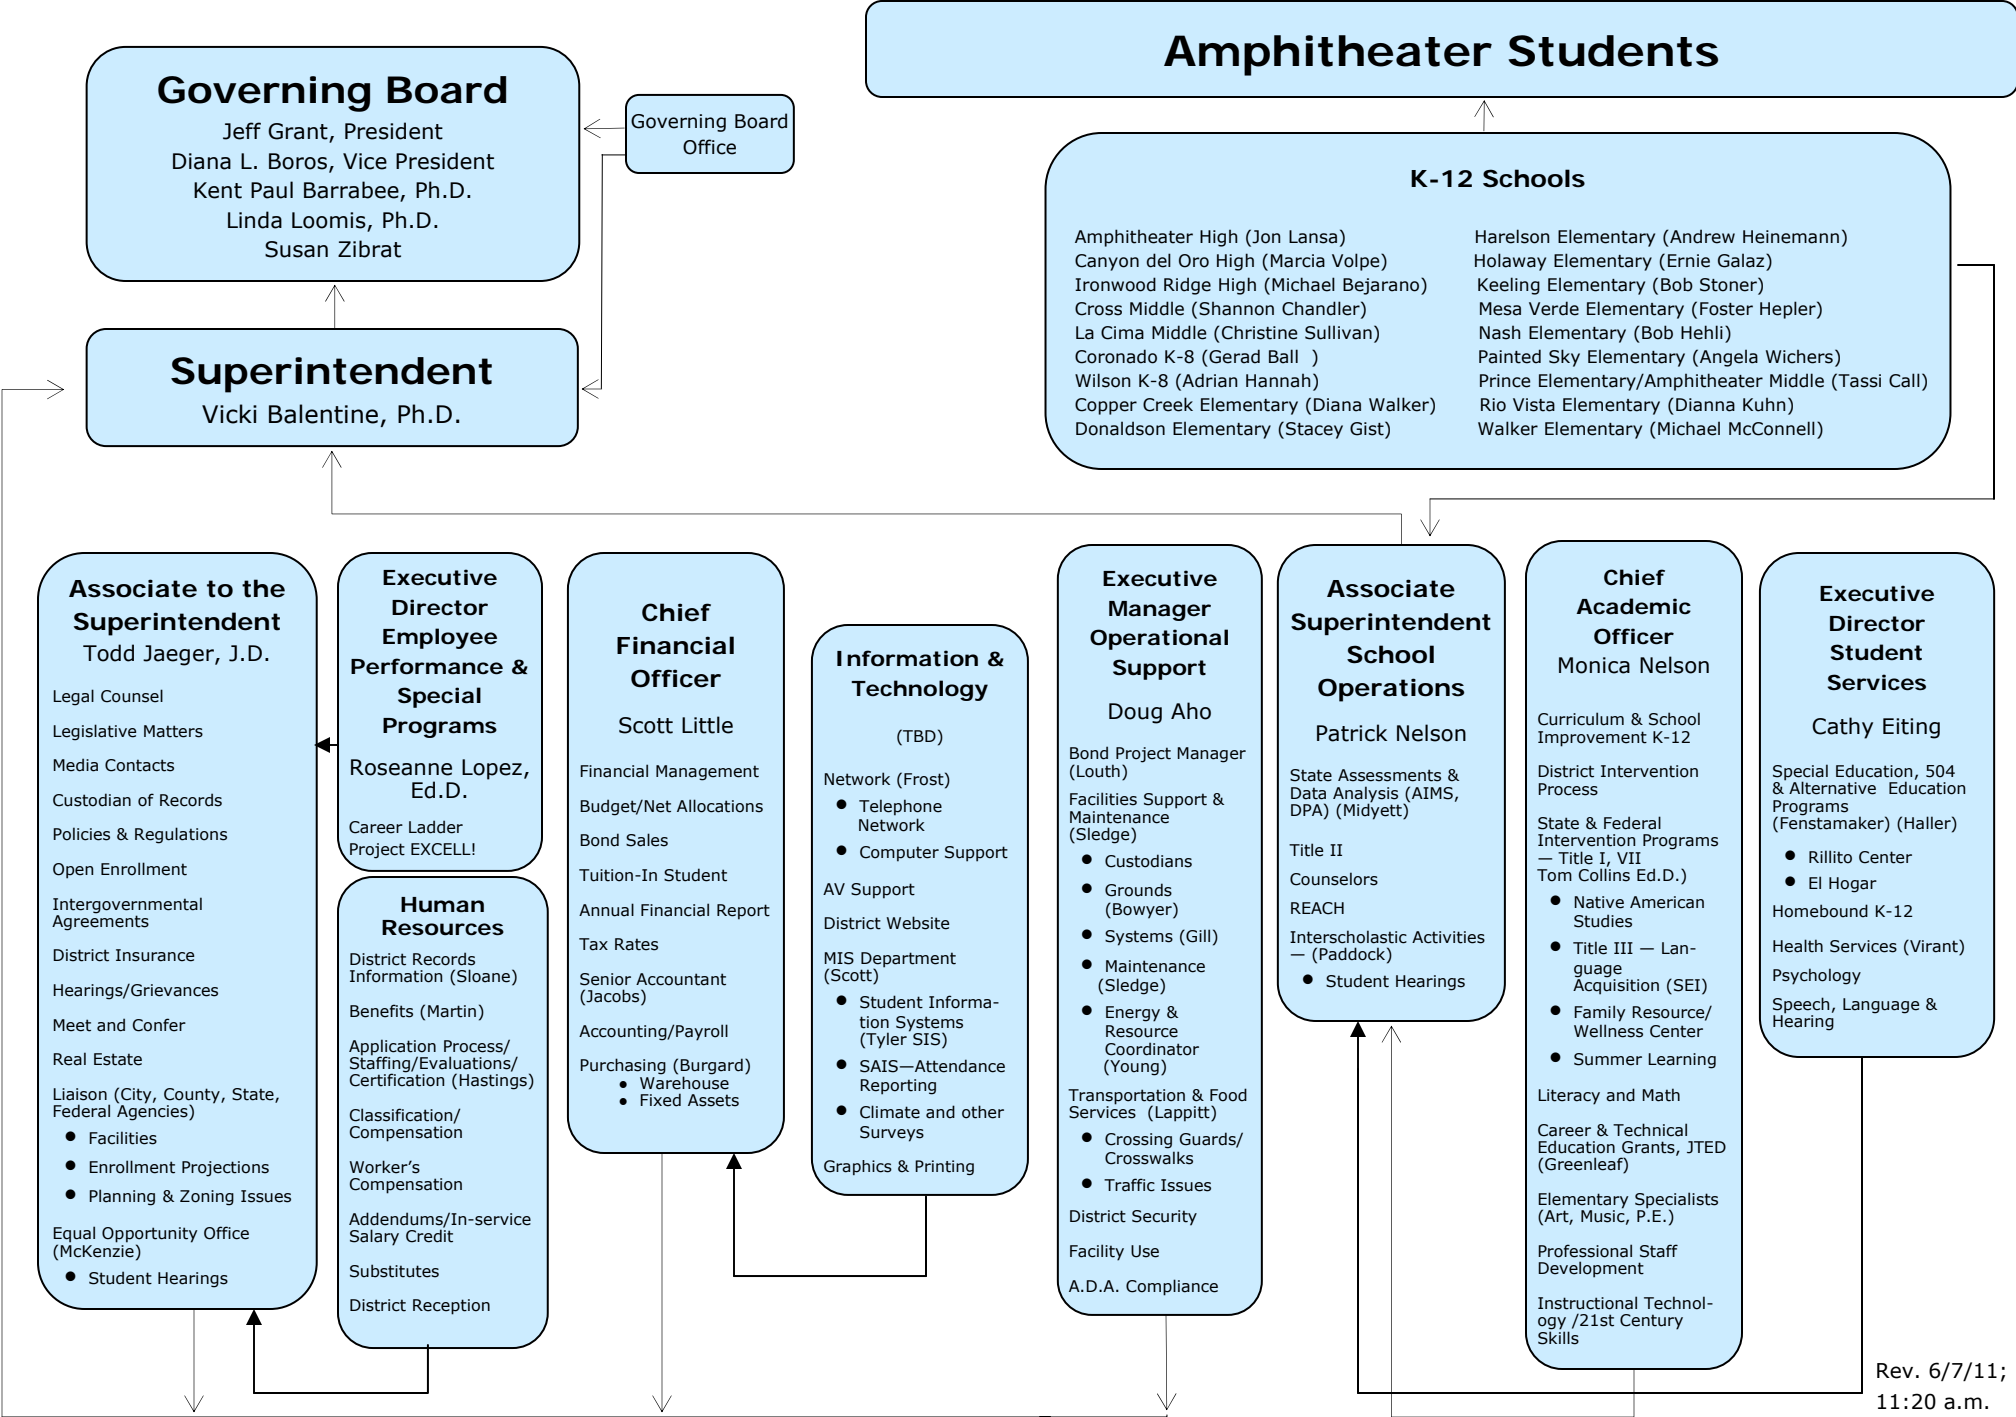 Amphitheater Students
Governing Board
Jeff Grant, President
Diana L. Boros, Vice President
Kent Paul Barrabee, Ph.D.
Linda Loomis, Ph.D.
Susan Zibrat
Governing Board
Office
Superintendent
Vicki Balentine, Ph.D.
K-12 Schools
Amphitheater High (Jon Lansa)
Canyon del Oro High (Marcia Volpe)
Ironwood Ridge High (Michael Bejarano)
Cross Middle (Shannon Chandler)
La Cima Middle (Christine Sullivan)
Coronado K-8 (Gerad Ball  )
Wilson K-8 (Adrian Hannah)
Copper Creek Elementary (Diana Walker)
Donaldson Elementary (Stacey Gist)
Harelson Elementary (Andrew Heinemann)
Holaway Elementary (Ernie Galaz)
Keeling Elementary (Bob Stoner)
Mesa Verde Elementary (Foster Hepler)
Nash Elementary (Bob Hehli)
Painted Sky Elementary (Angela Wichers)
Prince Elementary/Amphitheater Middle (Tassi Call)
Rio Vista Elementary (Dianna Kuhn)
Walker Elementary (Michael McConnell)
Associate to the
Superintendent
Todd Jaeger, J.D.
Legal Counsel
Legislative Matters
Media Contacts
Custodian of Records
Policies & Regulations
Open Enrollment
Intergovernmental
Agreements
District Insurance
Hearings/Grievances
Meet and Confer
Real Estate
Liaison (City, County, State,
Federal Agencies)
● Facilities
● Enrollment Projections
● Planning & Zoning Issues
Equal Opportunity Office
(McKenzie)
● Student Hearings
Executive
Director
Employee
Performance &
Special
Programs
Roseanne Lopez,
Ed.D.
Career Ladder
Project EXCELL!
Human
Resources
District Records
Information (Sloane)
Benefits (Martin)
Application Process/
Staffing/Evaluations/
Certification (Hastings)
Classification/
Compensation
Worker’s
Compensation
Addendums/In-service
Salary Credit
Substitutes
District Reception
Chief
Financial
Officer
Scott Little
Financial Management
Budget/Net Allocations
Bond Sales
Tuition-In Student
Annual Financial Report
Tax Rates
Senior Accountant
(Jacobs)
Accounting/Payroll
Purchasing (Burgard)
● Warehouse
● Fixed Assets
Information &
Technology
(TBD)
Network (Frost)
● Telephone
Network
● Computer Support
AV Support
District Website
MIS Department
(Scott)
● Student Informa-
tion Systems
(Tyler SIS)
● SAIS—Attendance
Reporting
● Climate and other
Surveys
Graphics & Printing
Executive
Manager
Operational
Support
Doug Aho
Bond Project Manager
(Louth)
Facilities Support &
Maintenance
(Sledge)
● Custodians
● Grounds
(Bowyer)
● Systems (Gill)
● Maintenance
(Sledge)
● Energy &
Resource
Coordinator
(Young)
Transportation & Food
Services  (Lappitt)
● Crossing Guards/
Crosswalks
● Traffic Issues
District Security
Facility Use
A.D.A. Compliance
Associate
Superintendent
School
Operations
Patrick Nelson
State Assessments &
Data Analysis (AIMS,
DPA) (Midyett)
Title II
Counselors
REACH
Interscholastic Activities
— (Paddock)
● Student Hearings
Chief
Academic
Officer
Monica Nelson
Curriculum & School
Improvement K-12
District Intervention
Process
State & Federal
Intervention Programs
— Title I, VII
Tom Collins Ed.D.)
● Native American
Studies
● Title III — Lan-
guage
Acquisition (SEI)
● Family Resource/
Wellness Center
● Summer Learning
Literacy and Math
Career & Technical
Education Grants, JTED
(Greenleaf)
Elementary Specialists
(Art, Music, P.E.)
Professional Staff
Development
Instructional Technol-
ogy /21st Century
Skills
Executive
Director
Student
Services
Cathy Eiting
Special Education, 504
& Alternative  Education
Programs
(Fenstamaker) (Haller)
● Rillito Center
● El Hogar
Homebound K-12
Health Services (Virant)
Psychology
Speech, Language &
Hearing
Rev. 6/7/11;
11:20 a.m.